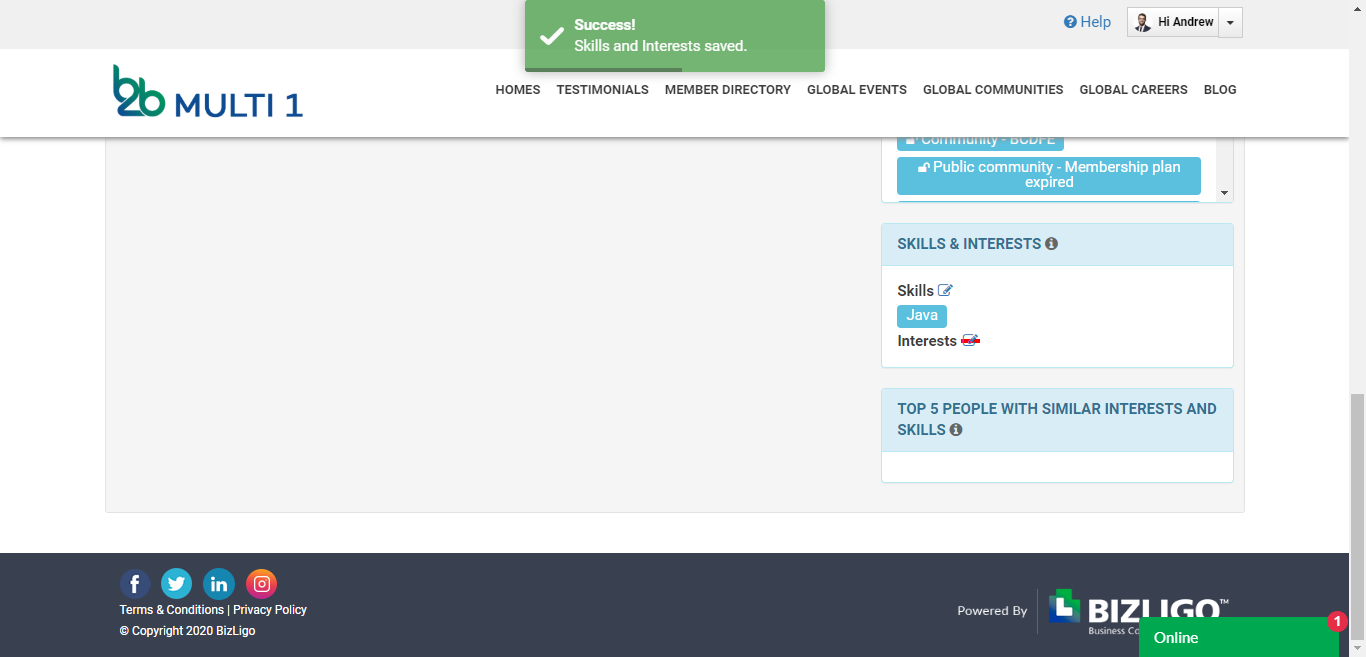 Success!
Skills and Interests saved.
Help
Hi Andrew
b2b MULTI 1
HOMES TESTIMONIALS MEMBER DIRECTORY GLOBAL EVENTS GLOBAL COMMUNITIES GLOBAL CAREERS BLOG
Community - BCDFE
Public community - Membership plan
expired
SKILLS & INTERESTS
Skills
Java
Interests
TOP 5 PEOPLE WITH SIMILAR INTERESTS AND
SKILLS
Terms & Conditions | Privacy Policy
© Copyright 2020 BizLigo
Powered By
BIZLIGO™
Business Co
Online
1